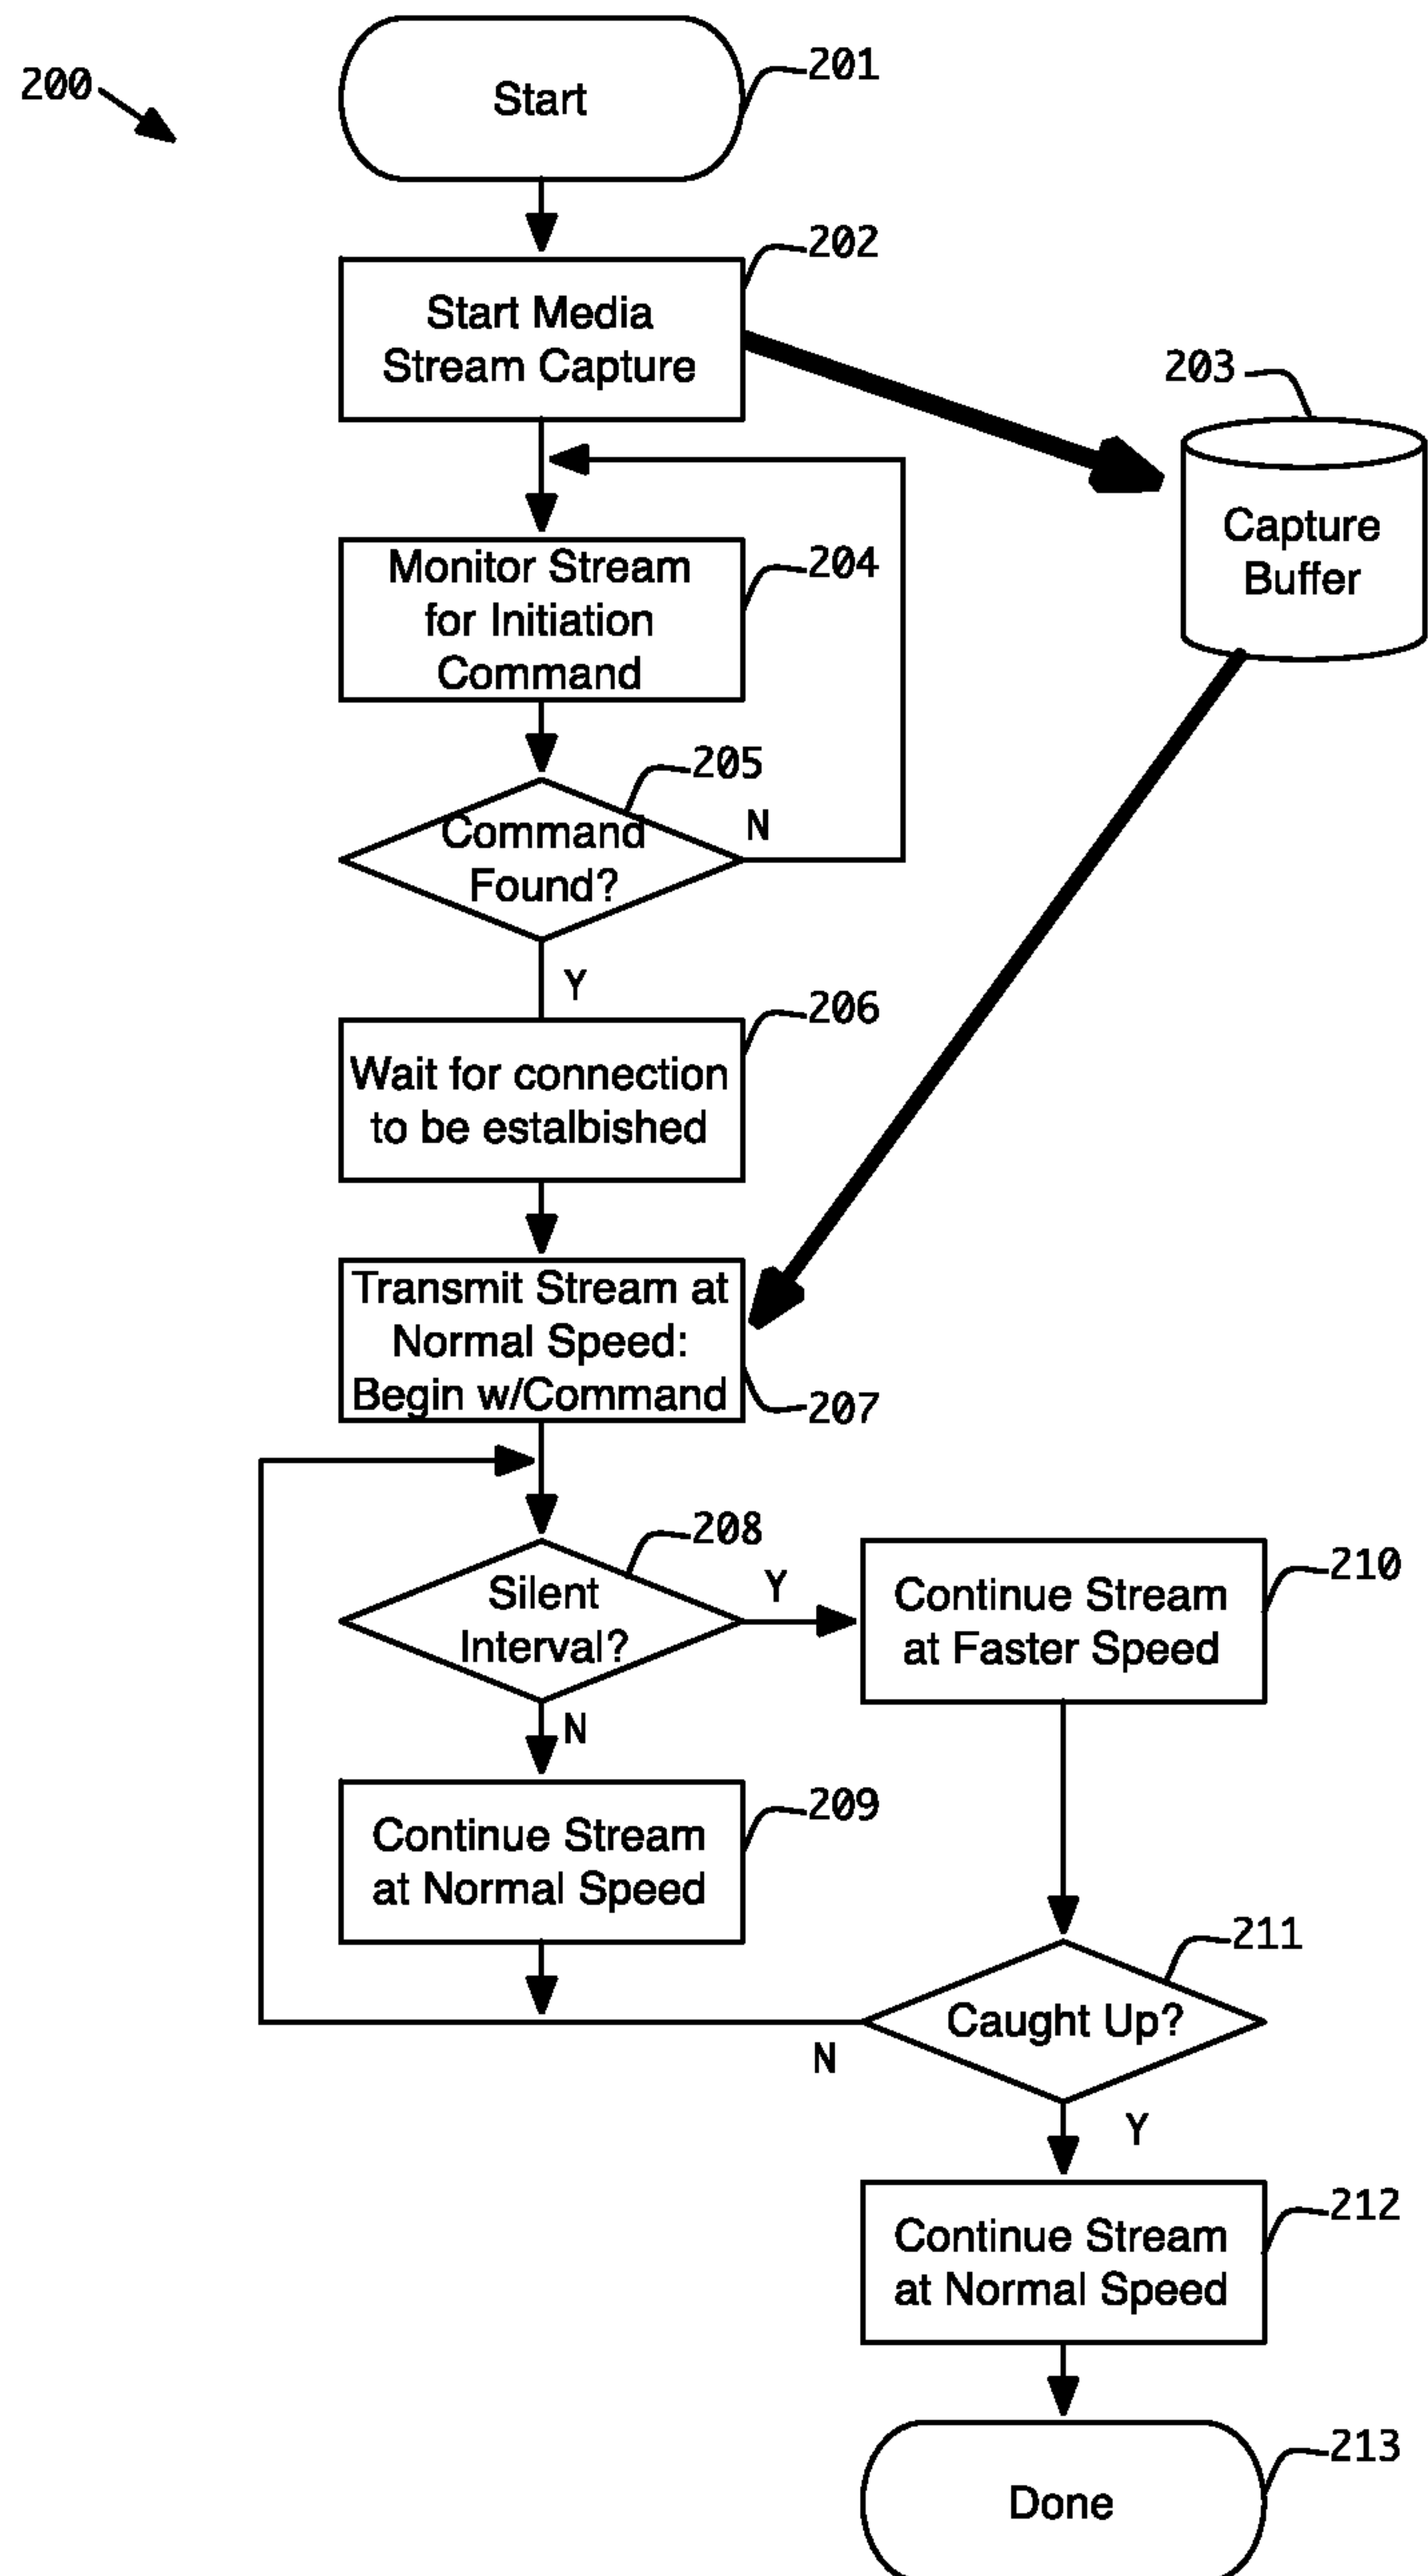 200
Start
201
Start Media
Stream Capture
202
203
Capture
Buffer
Monitor Stream
for Initiation
Command
204
205
Command
Found?
N
Y
206
Wait for connection
to be estalbished
Transmit Stream at
Normal Speed:
Begin w/Command
207
208
Silent
Interval?
Y
N
210
Continue Stream
at Faster Speed
209
Continue Stream
at Normal Speed
211
Caught Up?
N
Y
212
Continue Stream
at Normal Speed
213
Done